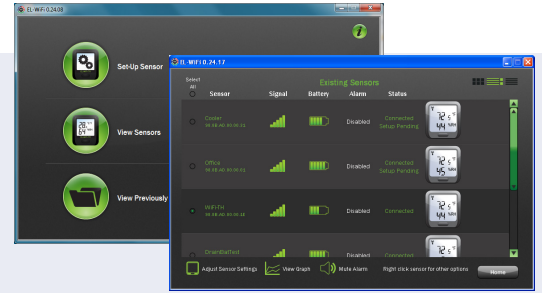 EL-WiFi 0.24.08
Set-Up Sensor
View Sensors
View Previously
EL-WiFi 0.24.17
Select All
Existing Sensors
Sensor Signal Battery Alarm Status
Cooler
Disabled
Connected
Setup Pending
Office
Disabled
Connected
Setup Pending
WiFi-TH
Disabled
Connected
DrainBatTest
Disabled
Connected
Adjust Sensor Settings
View Graph
Mute Alarm
Right click sensor for other options
Home